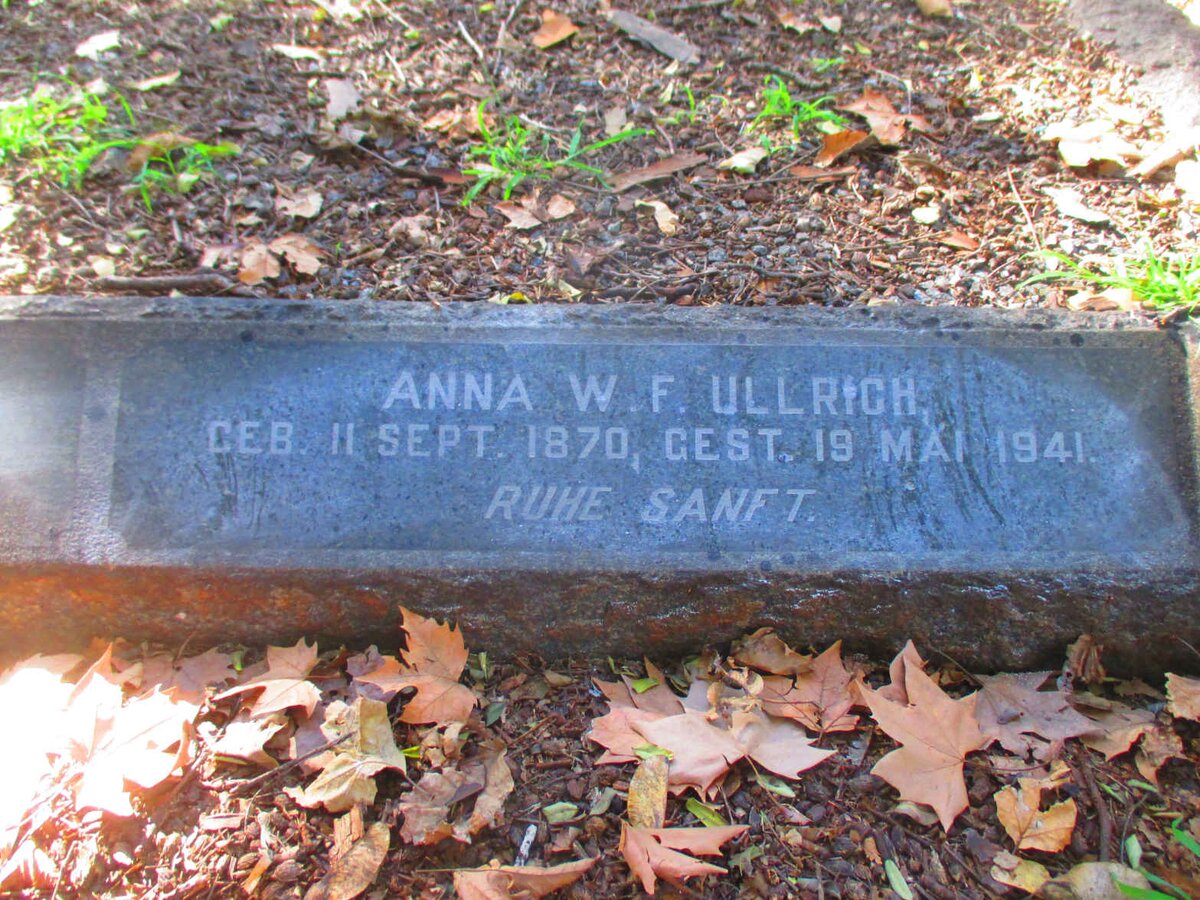 ANNA W. F. ULLRICH,
GEB. 11 SEPT. 1870, GEST. 19 MAI 1941.
RUHE SANFT.